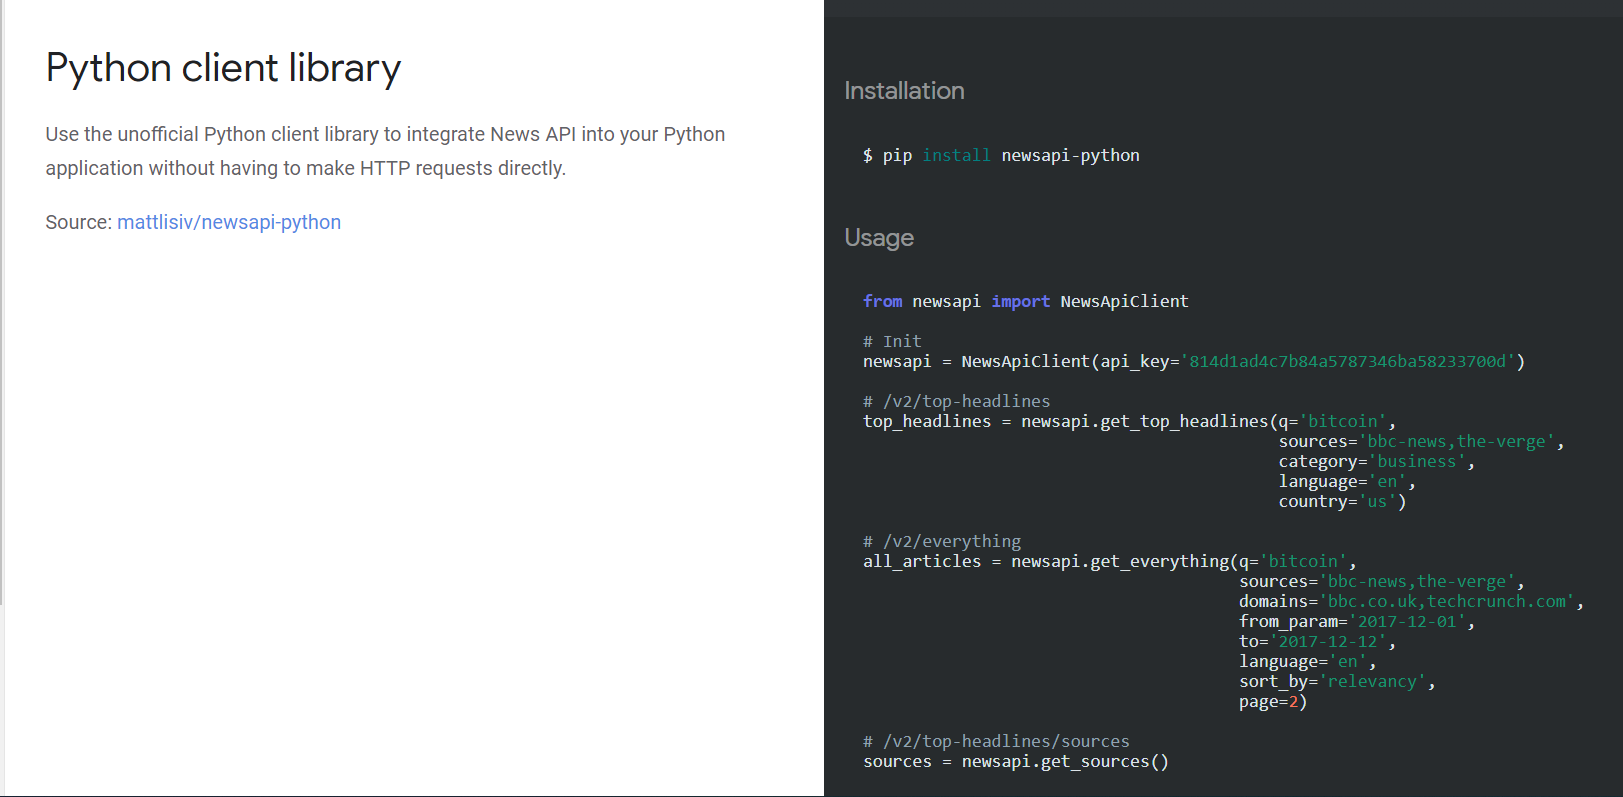 Python client library
Use the unofficial Python client library to integrate News API into your Python
application without having to make HTTP requests directly.
Source: mattlisiv/newsapi-python
Installation
$ pip install newsapi-python
Usage
from newsapi import NewsApiClient
# Init
newsapi = NewsApiClient(api_key='814d1ad4c7b84a5787346ba58233700d')
# /v2/top-headlines
top_headlines = newsapi.get_top_headlines(q='bitcoin',
sources='bbc-news,the-verge',
category='business',
language='en',
country='us')
# /v2/everything
all_articles = newsapi.get_everything(q='bitcoin',
sources='bbc-news,the-verge',
domains='bbc.co.uk,techcrunch.com',
from_param='2017-12-01',
to='2017-12-12',
language='en',
sort_by='relevancy',
page=2)
# /v2/top-headlines/sources
sources = newsapi.get_sources()